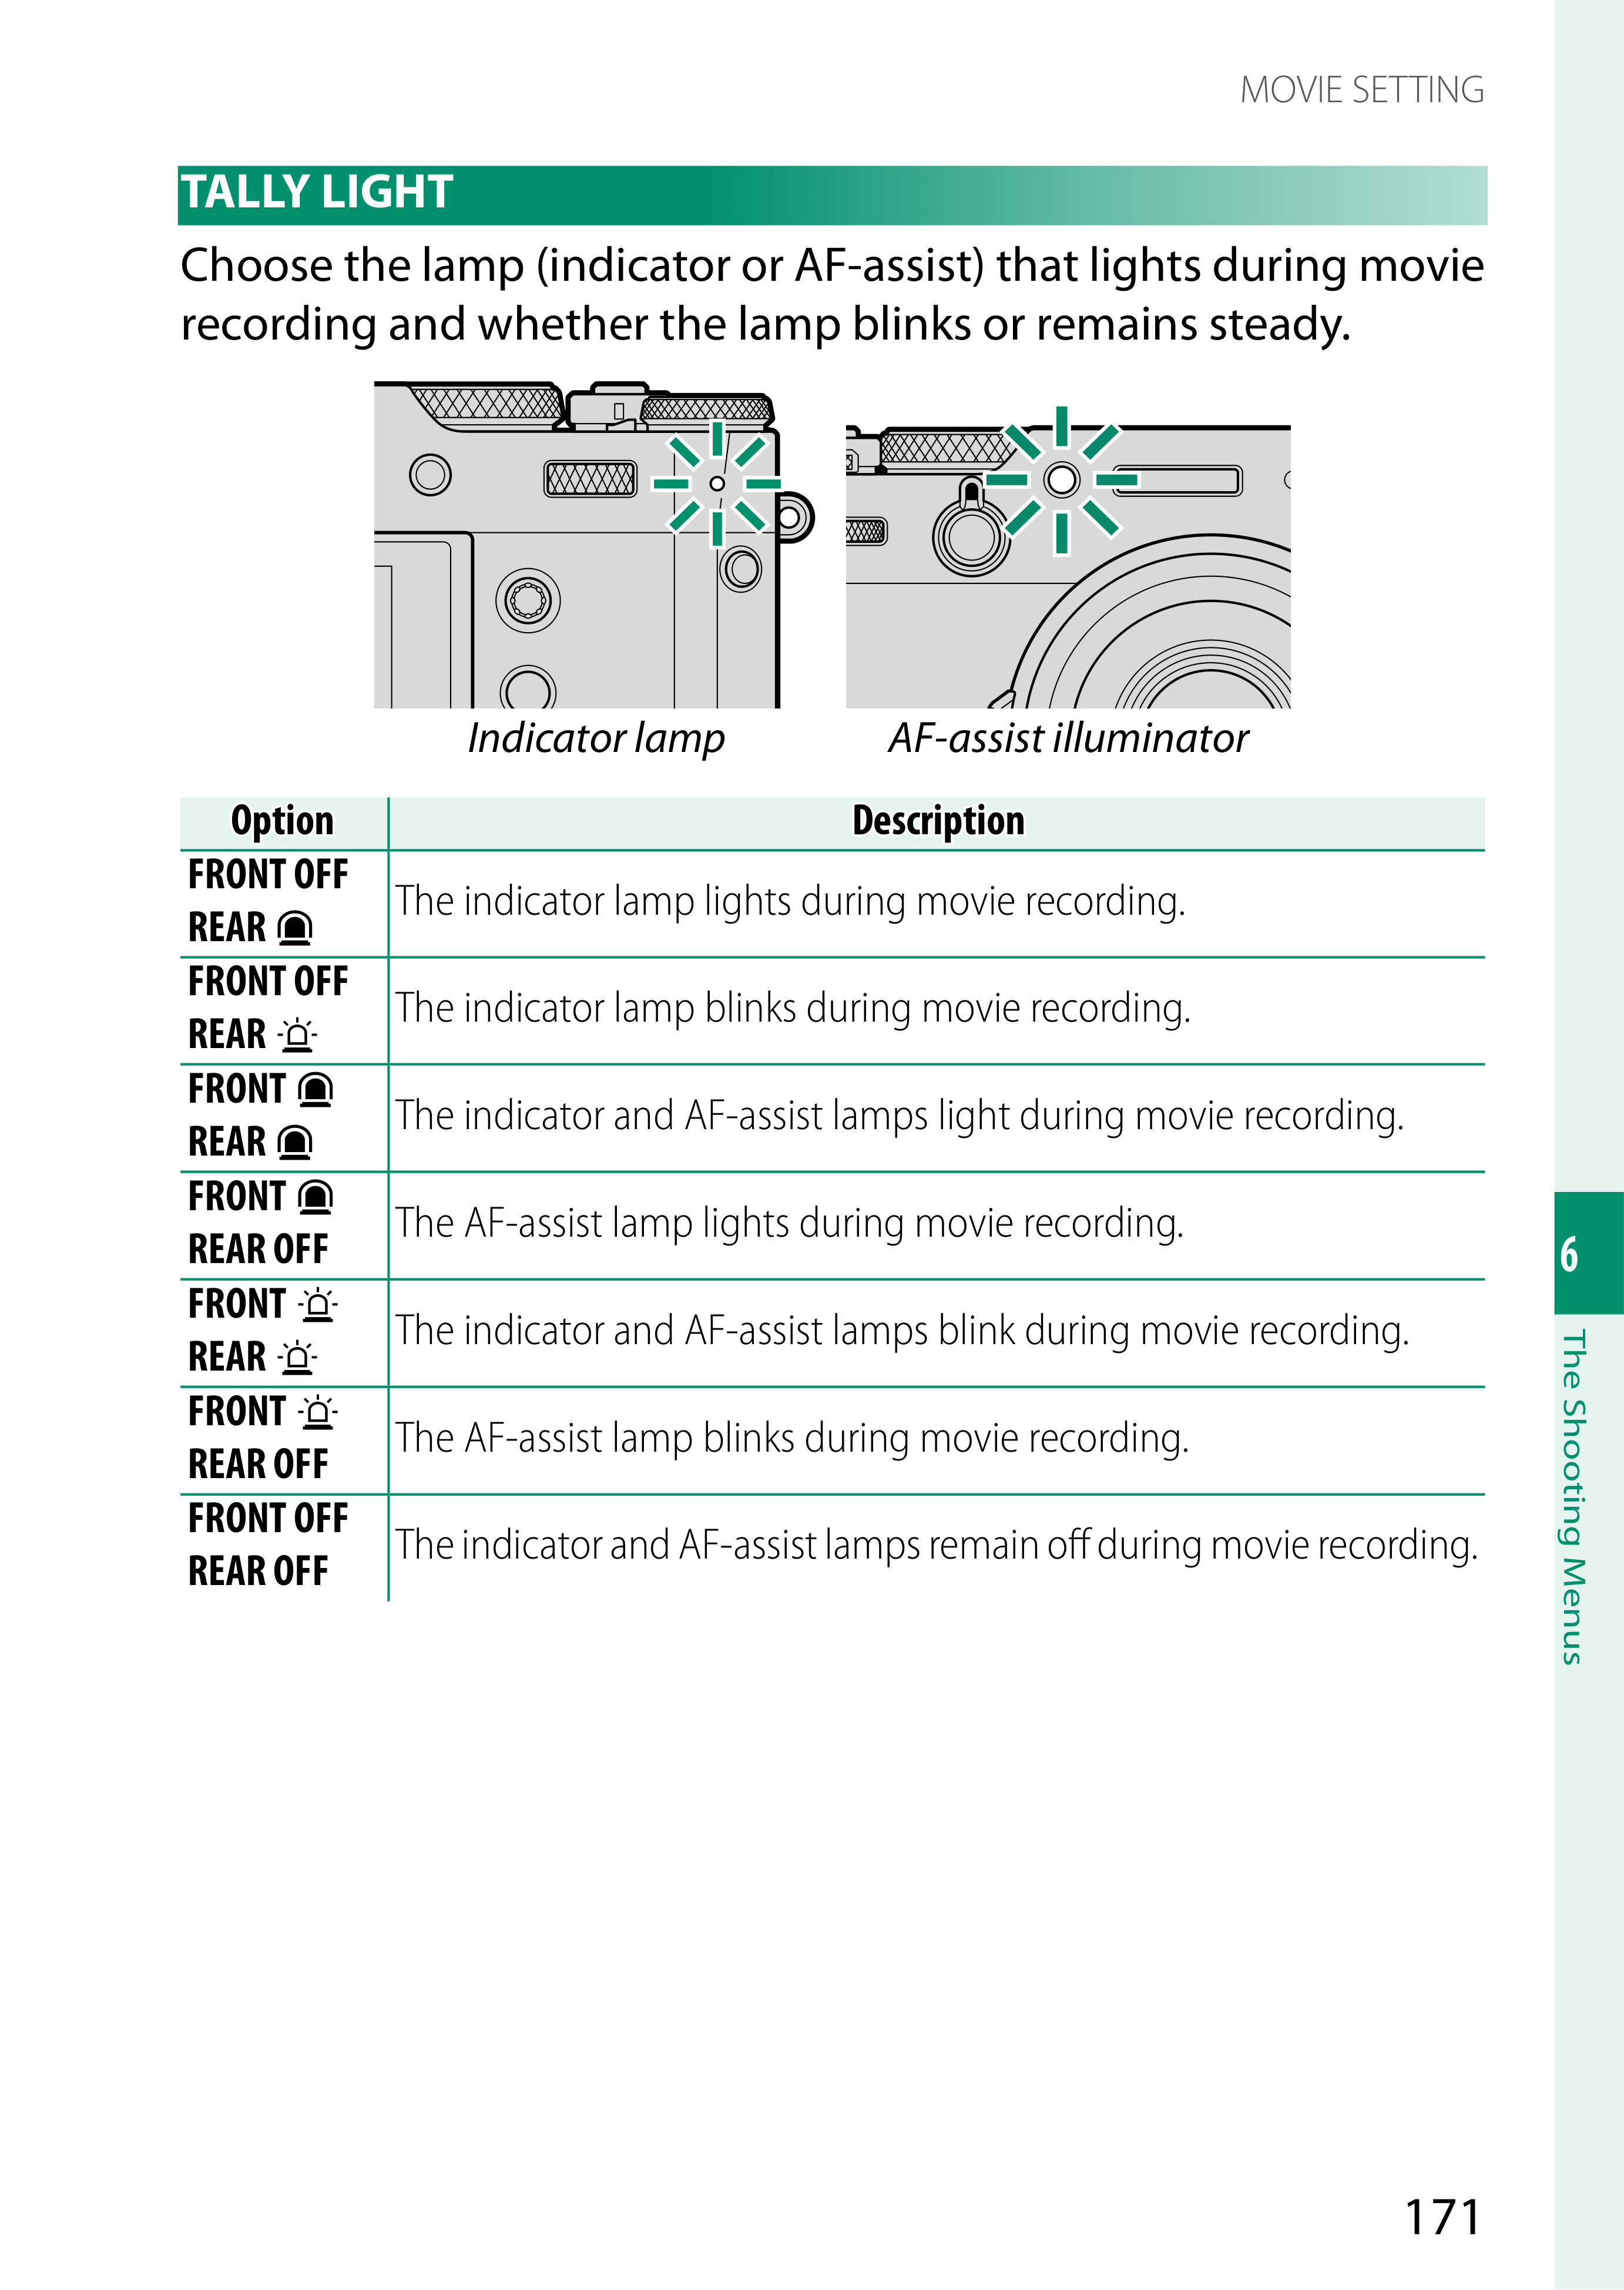 MOVIE SETTING
TALLY LIGHT
Choose the lamp (indicator or AF-assist) that lights during movie
recording and whether the lamp blinks or remains steady.
Indicator lamp
AF-assist illuminator
Option Description
FRONT OFF
REAR
The indicator lamp lights during movie recording.
FRONT OFF
REAR
The indicator lamp blinks during movie recording.
FRONT
REAR
The indicator and AF-assist lamps light during movie recording.
FRONT
REAR OFF
The AF-assist lamp lights during movie recording.
FRONT
REAR
The indicator and AF-assist lamps blink during movie recording.
FRONT
REAR OFF
The AF-assist lamp blinks during movie recording.
FRONT OFF
REAR OFF
The indicator and AF-assist lamps remain off during movie recording.
6
The Shooting Menus
171